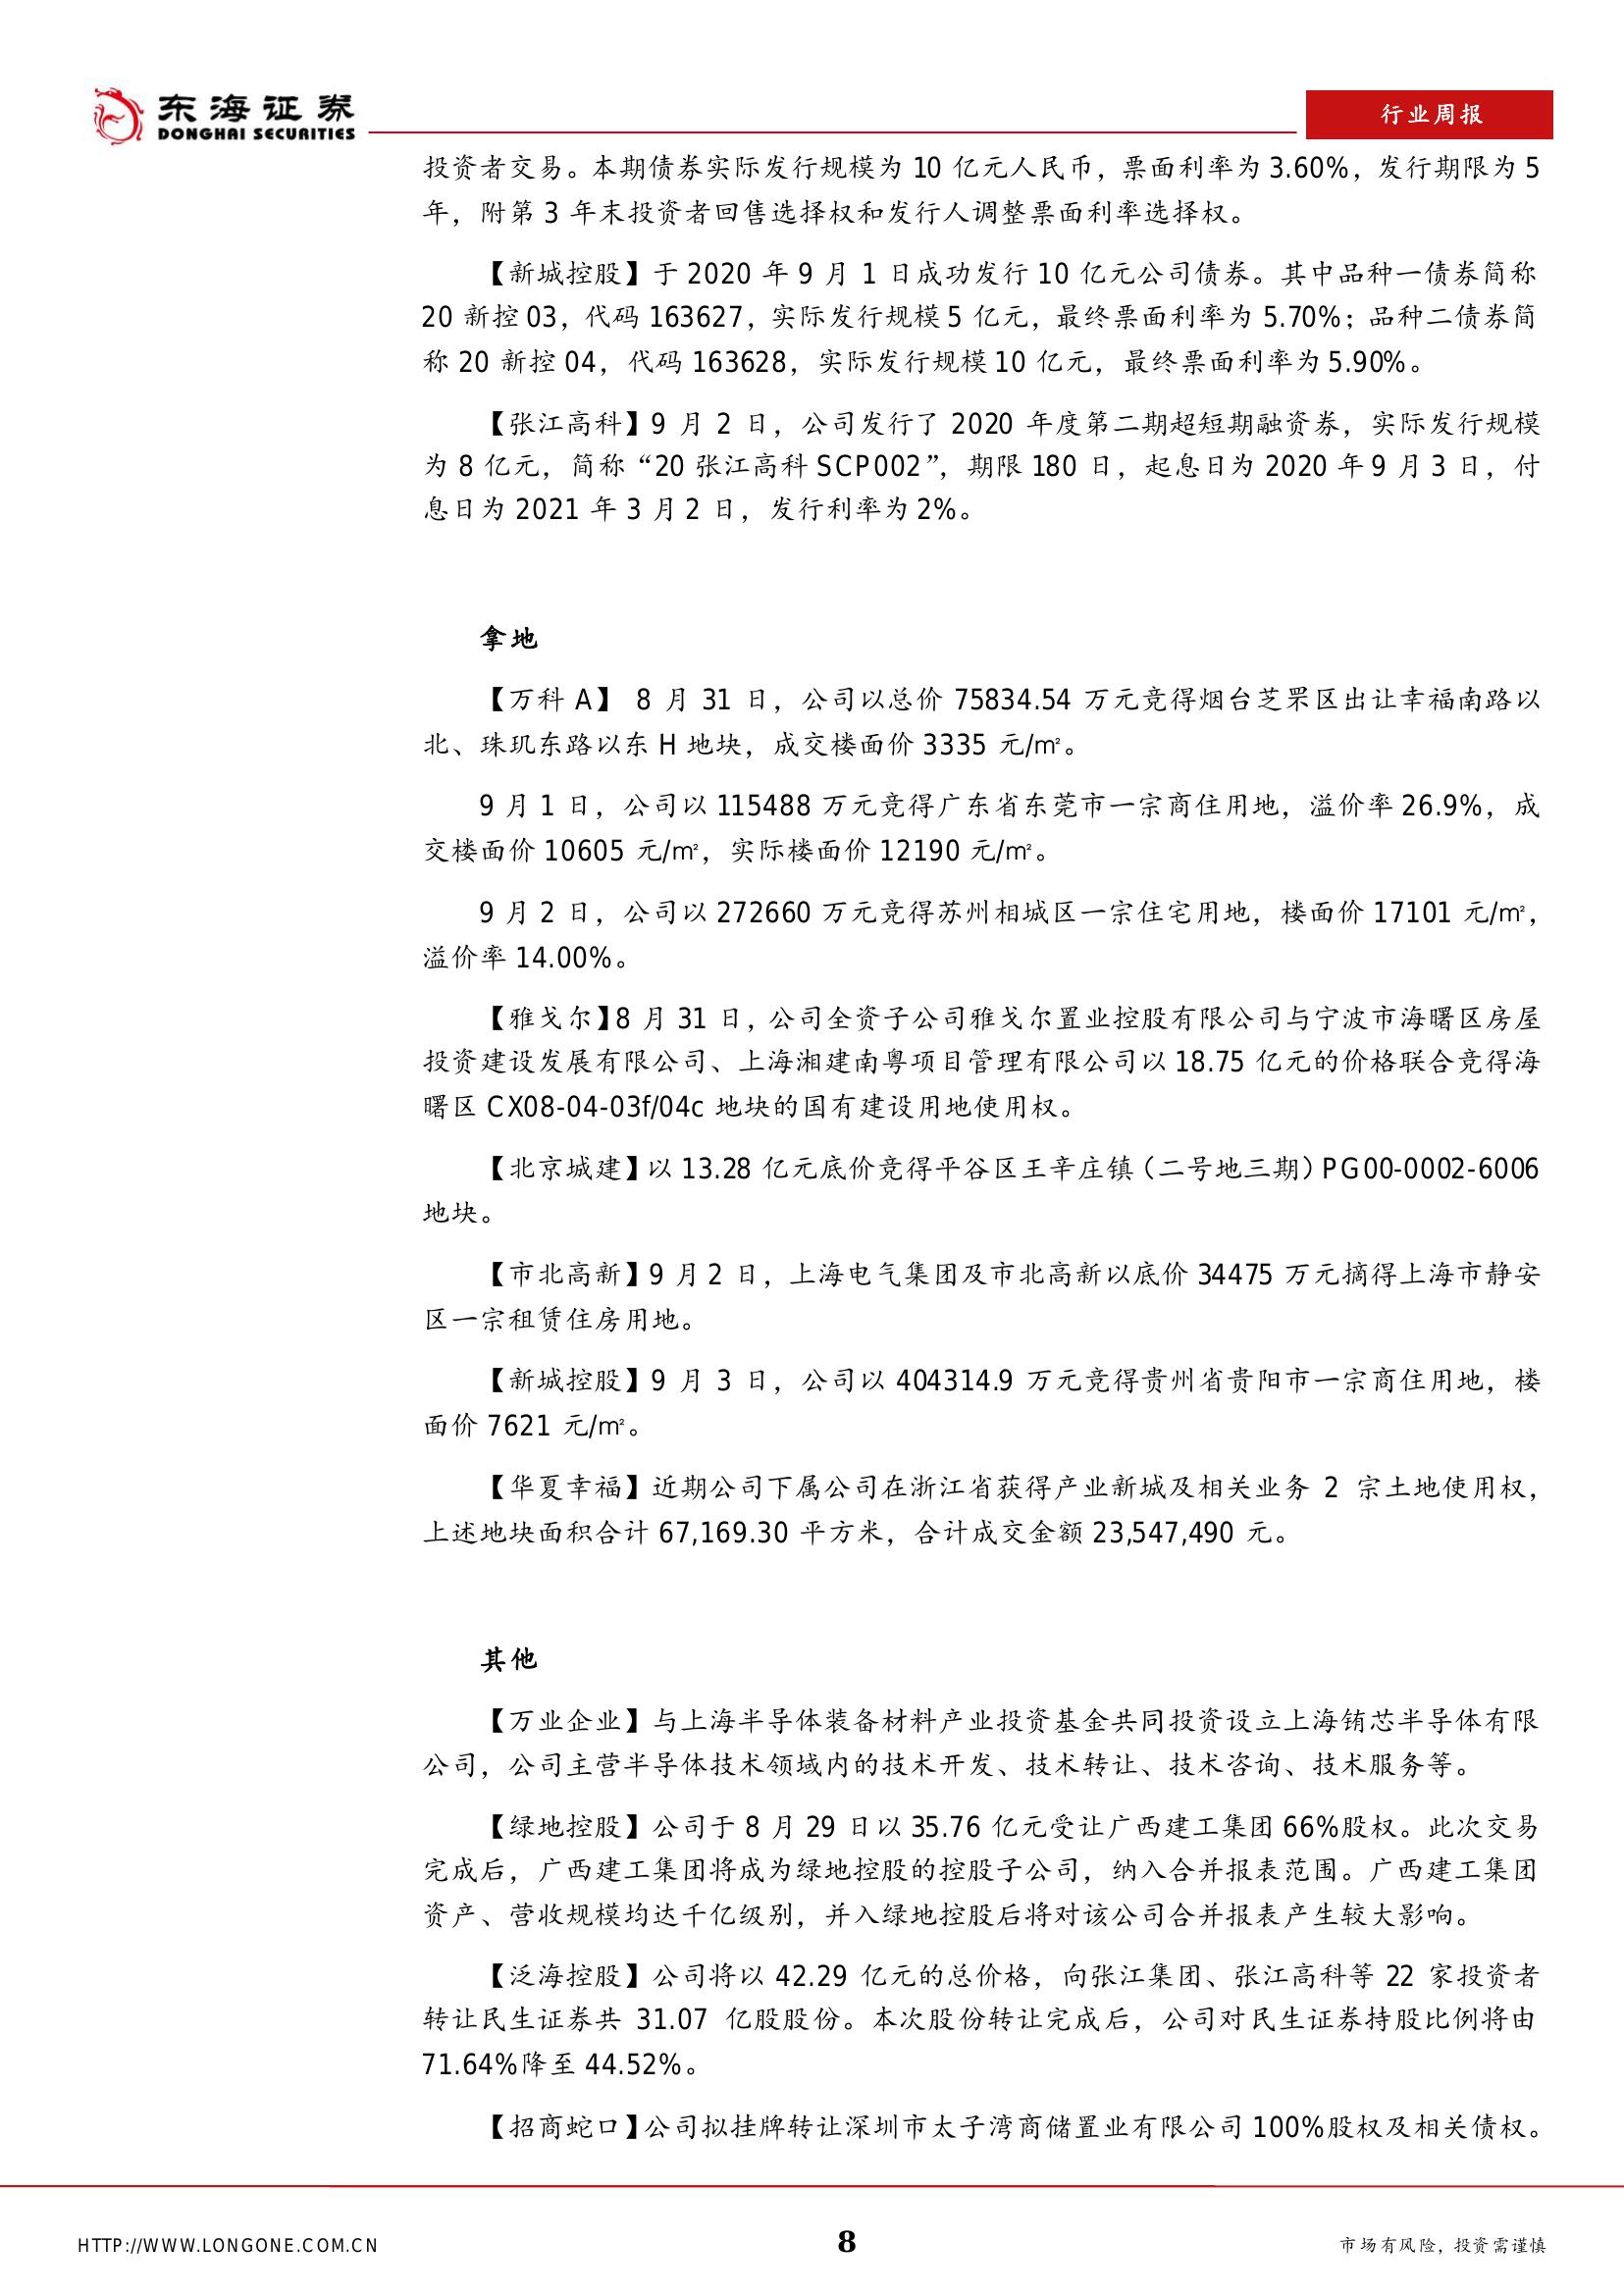 东海证券
DONGHAI SECURITIES
行业周报
投资者交易。本期债券实际发行规模为 10 亿元人民币，票面利率为 3.60%，发行期限为 5
年，附第 3 年末投资者回售选择权和发行人调整票面利率选择权。
【新城控股】于 2020 年 9 月 1 日成功发行 10 亿元公司债券。其中品种一债券简称
20 新控 03，代码 163627，实际发行规模 5 亿元，最终票面利率为 5.70%；品种二债券简
称 20 新控 04，代码 163628，实际发行规模 10 亿元，最终票面利率为 5.90%。
【张江高科】9 月 2 日，公司发行了 2020 年度第二期超短期融资券，实际发行规模
为 8 亿元，简称“20 张江高科 SCP002”，期限 180 日，起息日为 2020 年 9 月 3 日，付
息日为 2021 年 3 月 2 日，发行利率为 2%。
拿地
【万科 A】 8 月 31 日，公司以总价 75834.54 万元竞得烟台芝罘区出让幸福南路以
北、珠玑东路以东 H 地块，成交楼面价 3335 元/㎡。
9 月 1 日，公司以 115488 万元竞得广东省东莞市一宗商住用地，溢价率 26.9%，成
交楼面价 10605 元/㎡，实际楼面价 12190 元/㎡。
9 月 2 日，公司以 272660 万元竞得苏州相城区一宗住宅用地，楼面价 17101 元/㎡，
溢价率 14.00%。
【雅戈尔】8 月 31 日，公司全资子公司雅戈尔置业控股有限公司与宁波市海曙区房屋
投资建设发展有限公司、上海湘建南粤项目管理有限公司以 18.75 亿元的价格联合竞得海
曙区 CX08-04-03f/04c 地块的国有建设用地使用权。
【北京城建】以 13.28 亿元底价竞得平谷区王辛庄镇（二号地三期）PG00-0002-6006
地块。
【市北高新】9 月 2 日，上海电气集团及市北高新以底价 34475 万元摘得上海市静安
区一宗租赁住房用地。
【新城控股】9 月 3 日，公司以 404314.9 万元竞得贵州省贵阳市一宗商住用地，楼
面价 7621 元/㎡。
【华夏幸福】近期公司下属公司在浙江省获得产业新城及相关业务 2 宗土地使用权，
上述地块面积合计 67,169.30 平方米，合计成交金额 23,547,490 元。
其他
【万业企业】与上海半导体装备材料产业投资基金共同投资设立上海铕芯半导体有限
公司，公司主营半导体技术领域内的技术开发、技术转让、技术咨询、技术服务等。
【绿地控股】公司于 8 月 29 日以 35.76 亿元受让广西建工集团 66%股权。此次交易
完成后，广西建工集团将成为绿地控股的控股子公司，纳入合并报表范围。广西建工集团
资产、营收规模均达千亿级别，并入绿地控股后将对该公司合并报表产生较大影响。
【泛海控股】公司将以 42.29 亿元的总价格，向张江集团、张江高科等 22 家投资者
转让民生证券共 31.07 亿股股份。本次股份转让完成后，公司对民生证券持股比例将由
71.64%降至 44.52%。
【招商蛇口】公司拟挂牌转让深圳市太子湾商储置业有限公司 100%股权及相关债权。
HTTP://WWW.LONGONE.COM.CN
8
市场有风险，投资需谨慎